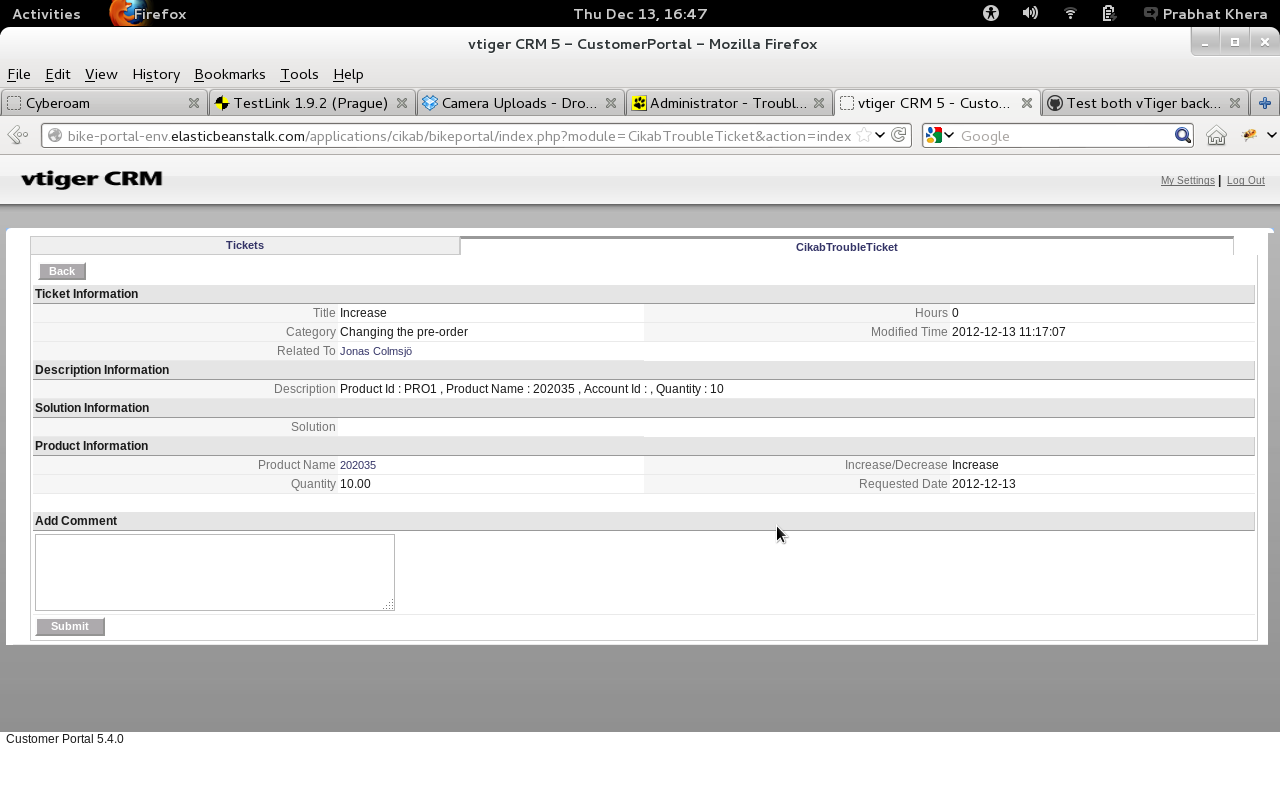 Activities Firefox Thu Dec 13, 16:47 Prabhat Khera
vtiger CRM 5 – CustomerPortal – Mozilla Firefox
File Edit View History Bookmarks Tools Help
Cyberoam TestLink 1.9.2 (Prague) Camera Uploads - Dro... Administrator - Troubl... vtiger CRM 5 - Custo... Test both vTiger back...
bike-portal-env.elasticbeanstalk.com/applications/cikab/bikeportal/index.php?module=CikabTroubleTicket&action=index Google
vtiger CRM My Settings | Log Out
Tickets CikabTroubleTicket
Back
Ticket Information
Title Increase Hours 0
Category Changing the pre-order Modified Time 2012-12-13 11:17:07
Related To Jonas Colmsjö
Description Information
Description Product Id : PRO1 , Product Name : 202035 , Account Id : , Quantity : 10
Solution Information
Solution
Product Information
Product Name 202035 Increase/Decrease Increase
Quantity 10.00 Requested Date 2012-12-13
Add Comment
Submit
Customer Portal 5.4.0